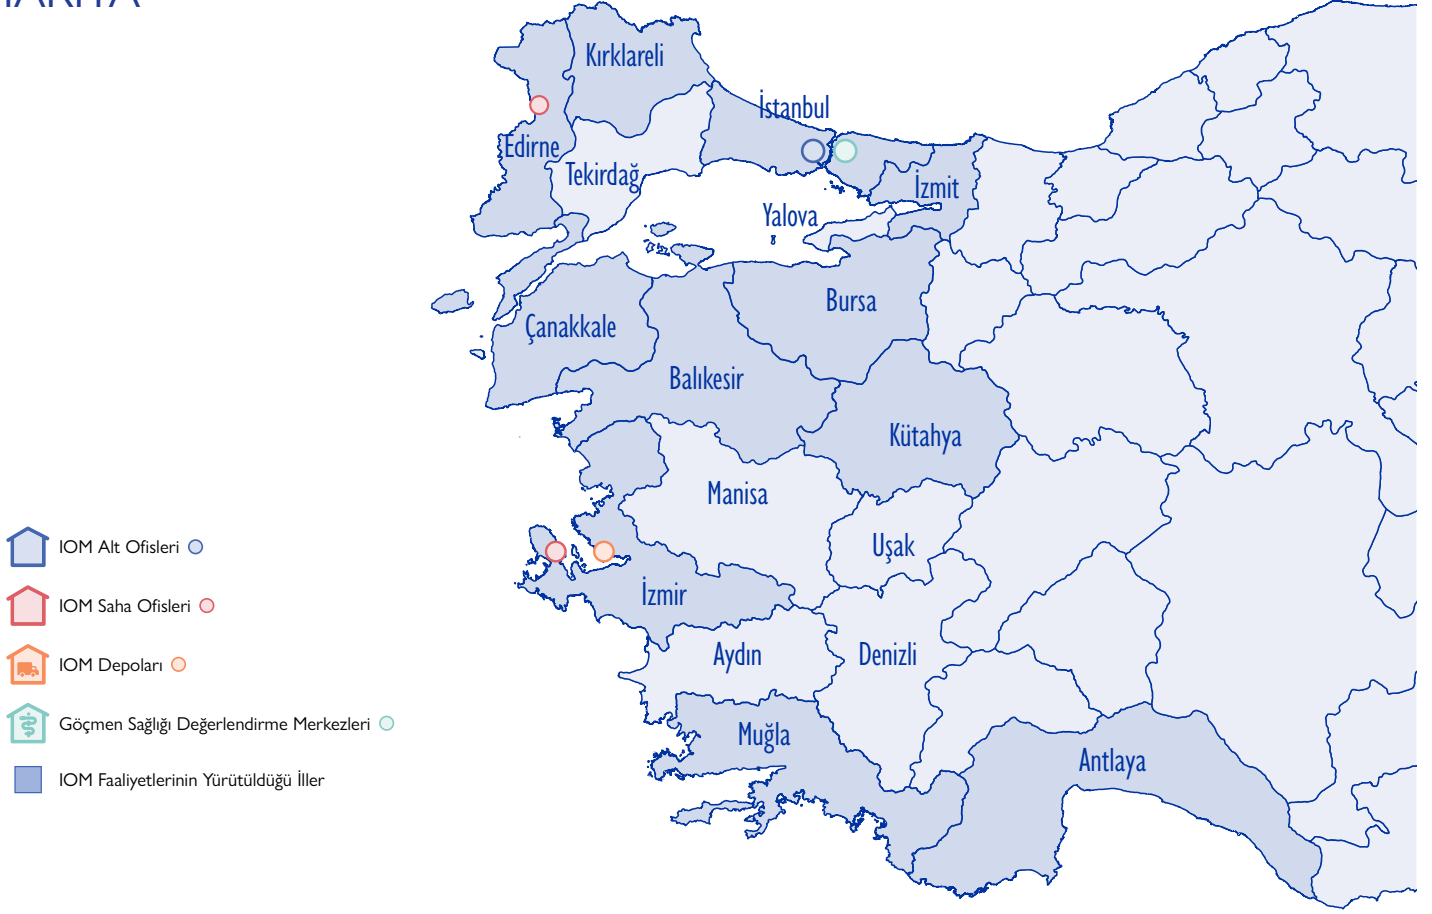 Kırklareli
İstanbul
Edirne
Tekirdağ
İzmit
Yalova
Bursa
Çanakkale
Balıkesir
Kütahya
Manisa
Uşak
İzmir
Aydın
Denizli
Muğla
Antlaya
IOM Alt Ofisleri
IOM Saha Ofisleri
IOM Depoları
Göçmen Sağlığı Değerlendirme Merkezleri
IOM Faaliyetlerinin Yürütüldüğü İller